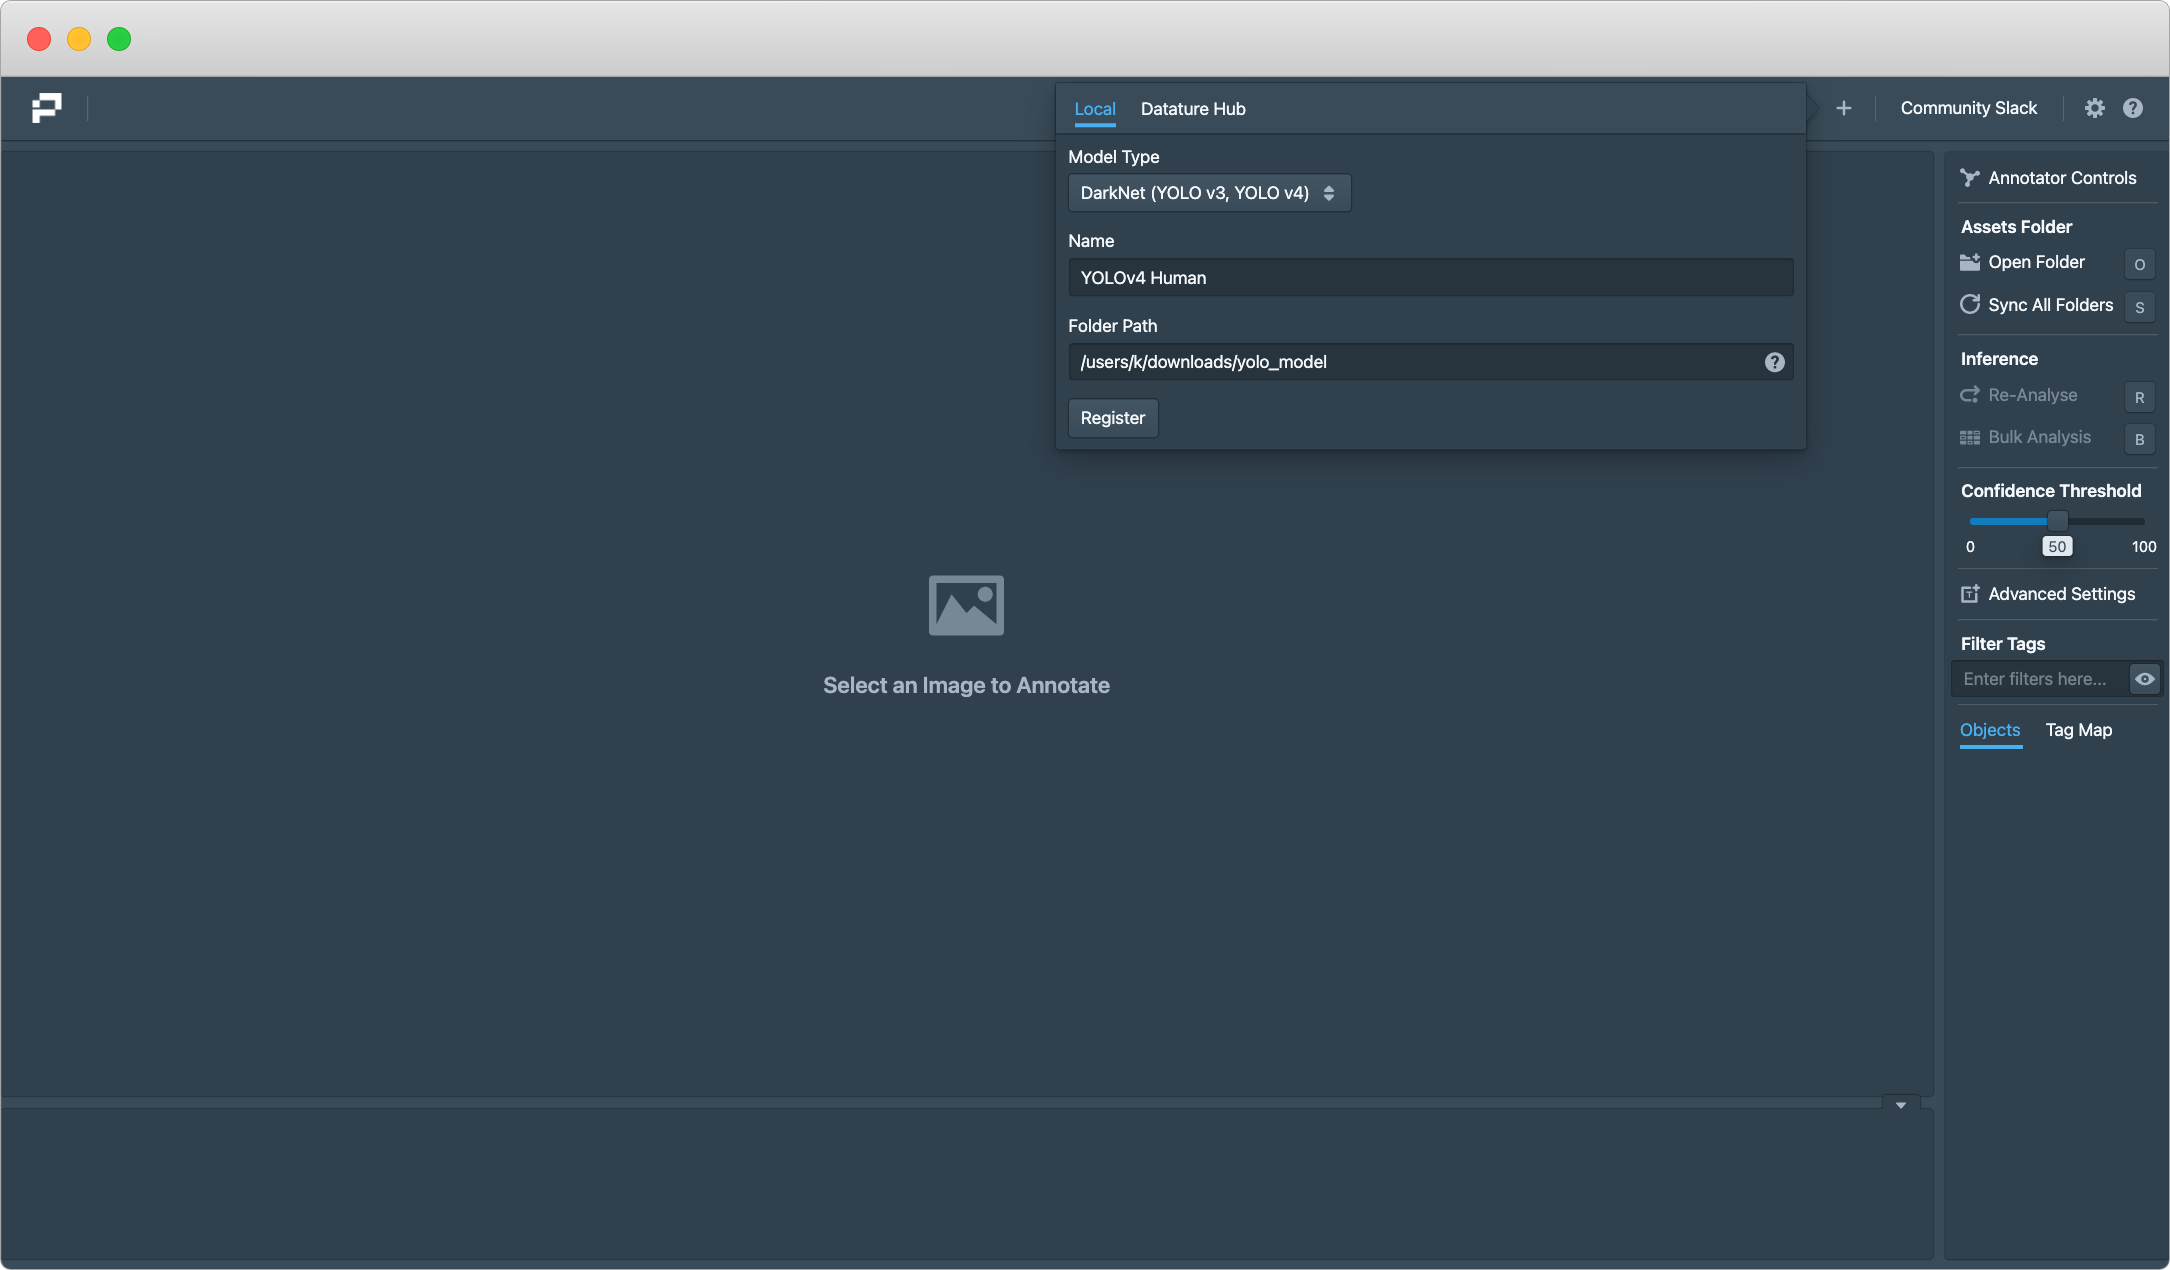 Local Datature Hub
Community Slack
Model Type
DarkNet (YOLO v3, YOLO v4)
Name
YOLOv4 Human
Folder Path
/users/k/downloads/yolo_model
Register
Select an Image to Annotate
Annotator Controls
Assets Folder
Open Folder O
Sync All Folders S
Inference
Re-Analyse R
Bulk Analysis B
Confidence Threshold
0 50 100
Advanced Settings
Filter Tags
Enter filters here...
Objects Tag Map